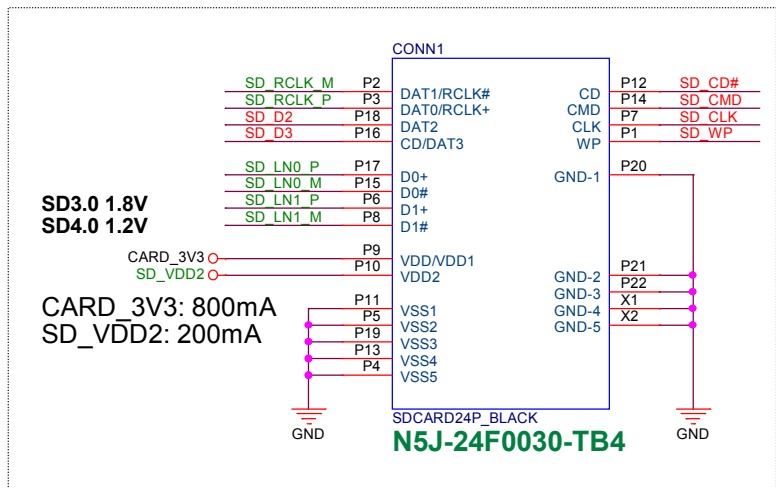 CONN1
SD_RCLK_M P2 DAT1/RCLK# CD P12 SD_CD#
SD_RCLK_P P3 DAT0/RCLK+ CMD P14 SD_CMD
SD_D2 P18 DAT2 CLK P7 SD_CLK
SD_D3 P16 CD/DAT3 WP P1 SD_WP
SD_LN0_P P17 D0+ GND-1 P20
SD_LN0_M P15 D0#
SD_LN1_P P6 D1+
SD_LN1_M P8 D1#
SD3.0 1.8V
SD4.0 1.2V
CARD_3V3 P9 VDD/VDD1
SD_VDD2 P10 VDD2 GND-2 P21
GND-3 P22
CARD_3V3: 800mA
SD_VDD2: 200mA
P11 VSS1 GND-4 X1
P5 VSS2 GND-5 X2
P19 VSS3
P13 VSS4
P4 VSS5
GND
SDCARD24P_BLACK
N5J-24F0030-TB4
GND